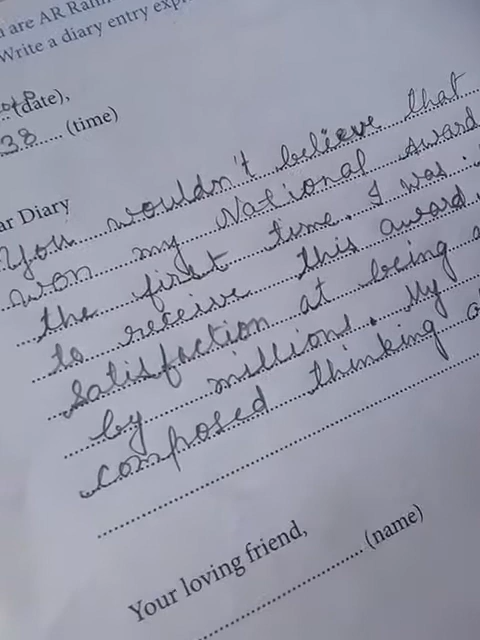 are AR Rahm
Write a diary entry exp
(date),
38 (time)
ar Diary
You wouldn't believe that
won my National Award
the first time. I was
to receive this award.
satisfaction at being a
by millions. My
composed thinking a
Your loving friend,
(name)